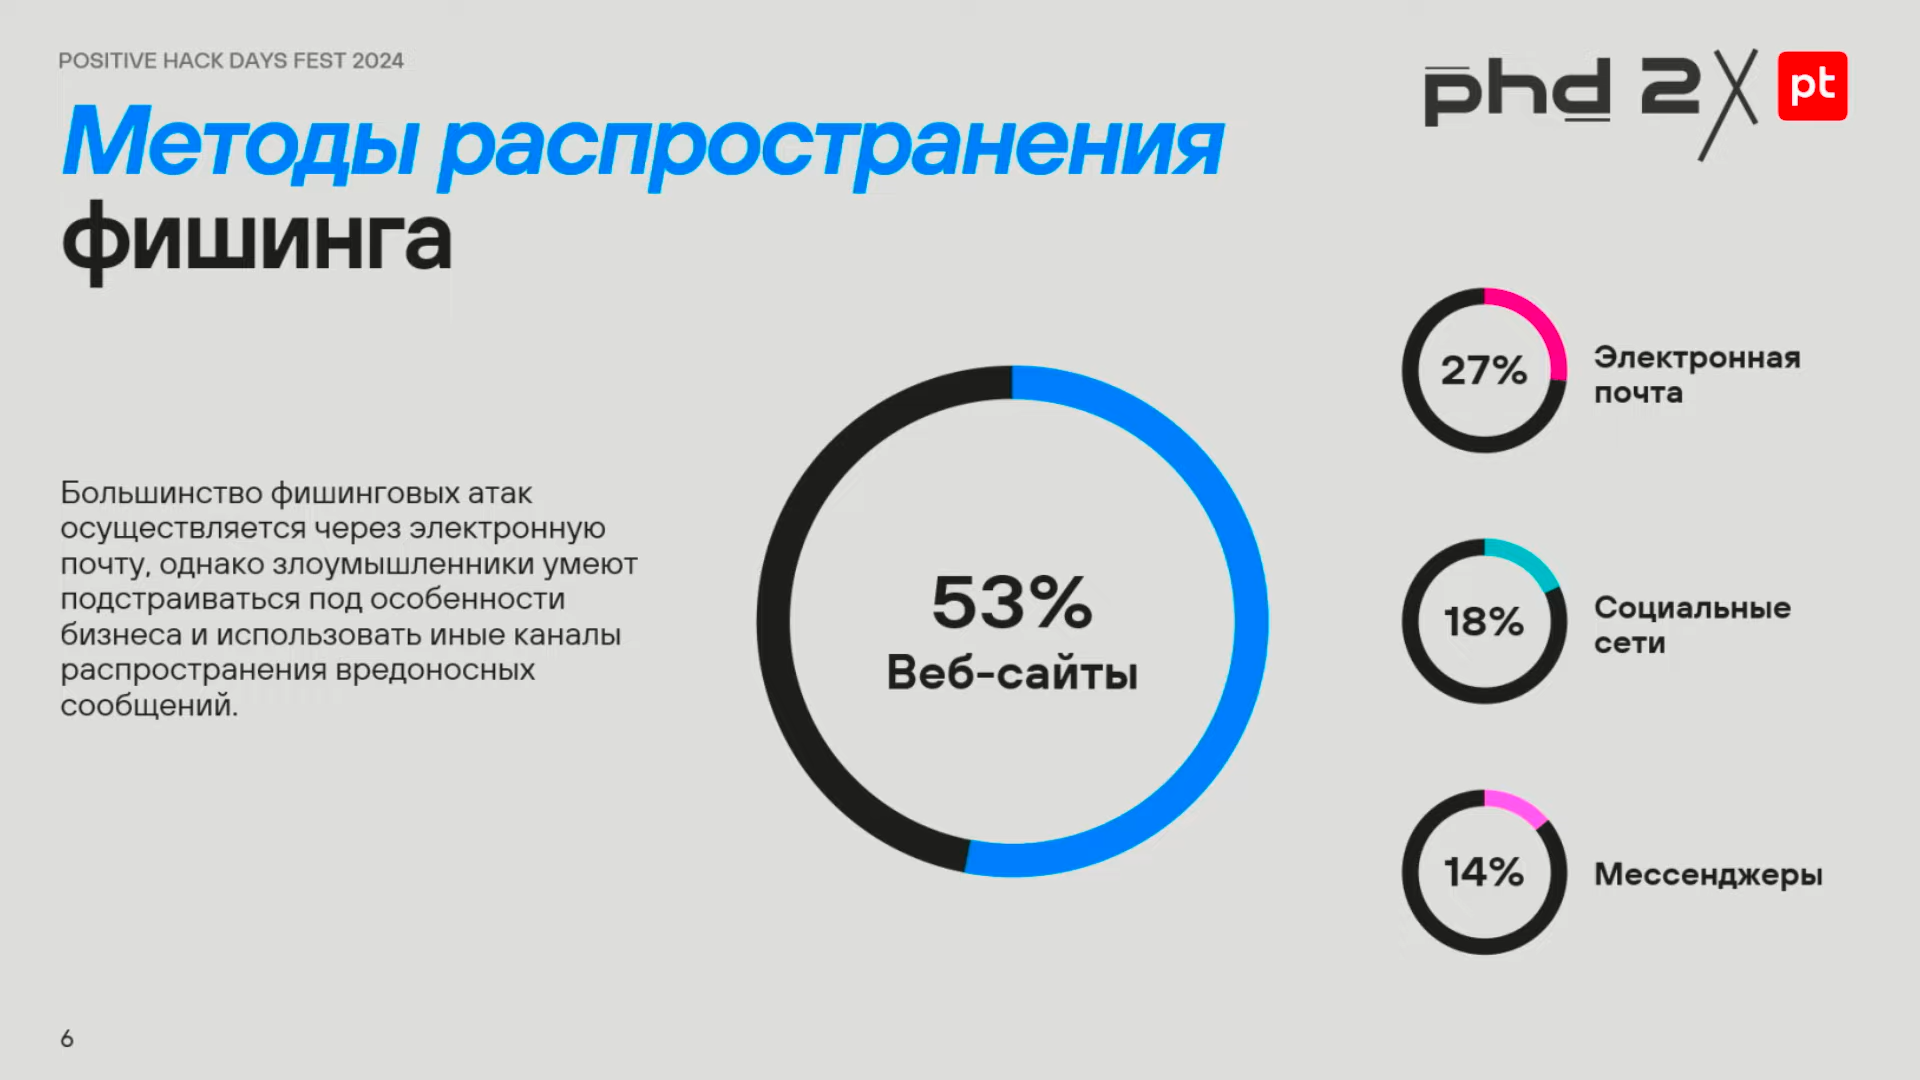 POSITIVE HACK DAYS FEST 2024
Методы распространения
фишинга
phd 2
pt
Большинство фишинговых атак
осуществляется через электронную
почту, однако злоумышленники умеют
подстраиваться под особенности
бизнеса и использовать иные каналы
распространения вредоносных
сообщений.
53%
Веб-сайты
27%
Электронная
почта
18%
Социальные
сети
14%
Мессенджеры
6